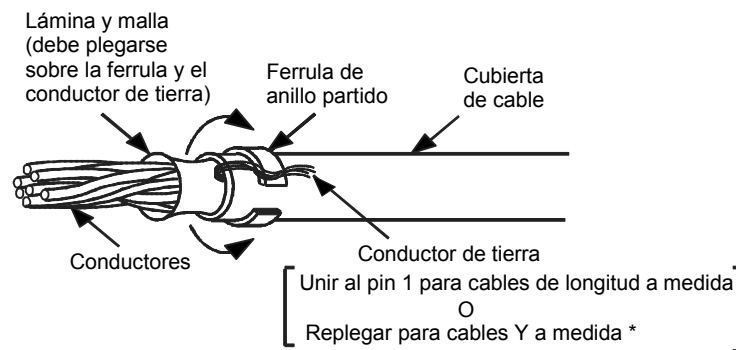 Lámina y malla
(debe plegarse
sobre la ferrula y el
conductor de tierra)
Ferrula de
anillo partido
Cubierta
de cable
Conductores
Conductor de tierra
Unir al pin 1 para cables de longitud a medida
O
Replegar para cables Y a medida *